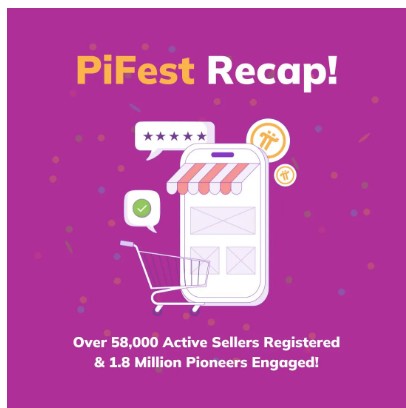 PiFest Recap!
Over 58,000 Active Sellers Registered
& 1.8 Million Pioneers Engaged!